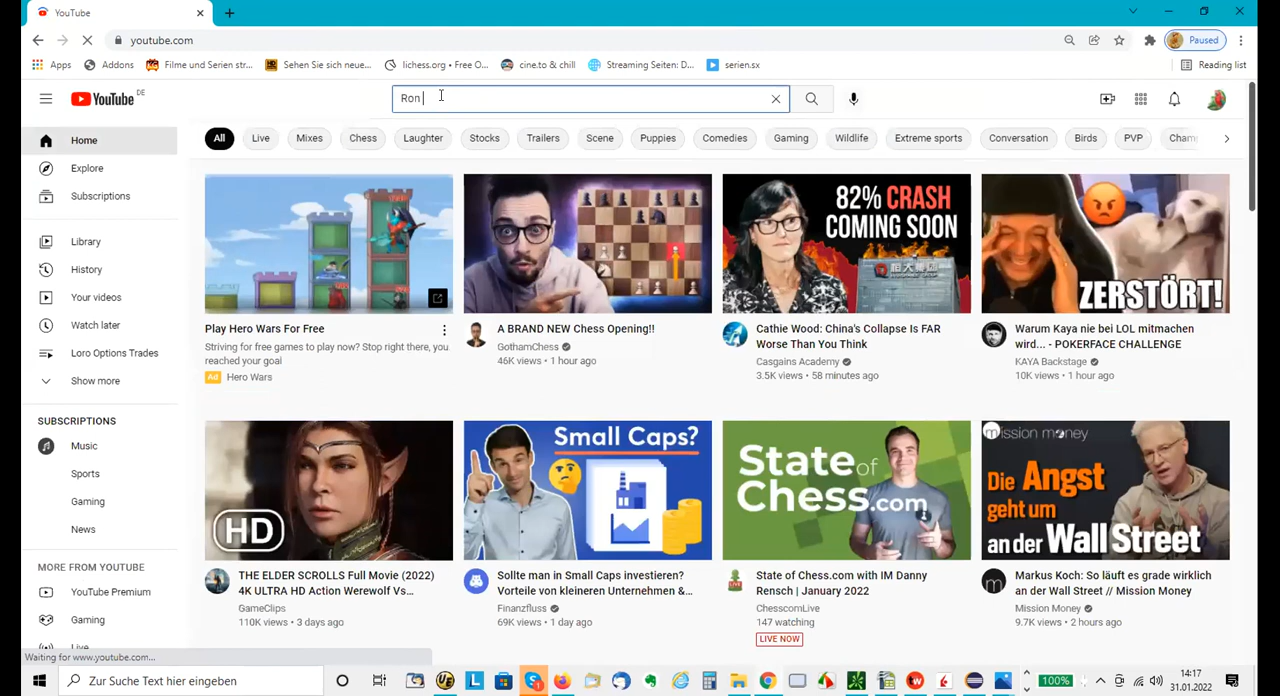 YouTube
youtube.com
Paused
Apps
Addons
Filme und Serien str...
Sehen Sie sich neue...
lichess.org • Free O...
cine.to & chill
Streaming Seiten: D...
serien.sx
Reading list
YouTube DE
Ron
Home
Explore
Subscriptions
Library
History
Your videos
Watch later
Loro Options Trades
Show more
SUBSCRIPTIONS
Music
Sports
Gaming
News
MORE FROM YOUTUBE
YouTube Premium
Gaming
Live
All
Live
Mixes
Chess
Laughter
Stocks
Trailers
Scene
Puppies
Comedies
Gaming
Wildlife
Extreme sports
Conversation
Birds
PVP
Cham
Play Hero Wars For Free
Striving for free games to play now? Stop right there, you
reached your goal
Ad Hero Wars
A BRAND NEW Chess Opening!!
GothamChess
46K views • 1 hour ago
82% CRASH
COMING SOON
Cathie Wood: China's Collapse Is FAR
Worse Than You Think
Casgains Academy
3.5K views • 58 minutes ago
ZERSTÖRT!
Warum Kaya nie bei LOL mitmachen
wird... - POKERFACE CHALLENGE
KAYA Backstage
10K views • 1 hour ago
HD
THE ELDER SCROLLS Full Movie (2022)
4K ULTRA HD Action Werewolf Vs...
GameClips
110K views • 3 days ago
Small Caps?
Sollte man in Small Caps investieren?
Vorteile von kleineren Unternehmen &...
Finanzfluss
69K views • 1 day ago
State of
Chess.com
State of Chess.com with IM Danny
Rensch | January 2022
ChesscomLive
147 watching
LIVE NOW
mission money
Die Angst
geht um
an der Wall Street
Markus Koch: So läuft es grade wirklich
an der Wall Street // Mission Money
Mission Money
9.7K views • 2 hours ago
Waiting for www.youtube.com...
Zur Suche Text hier eingeben
100%
14:17
31.01.2022